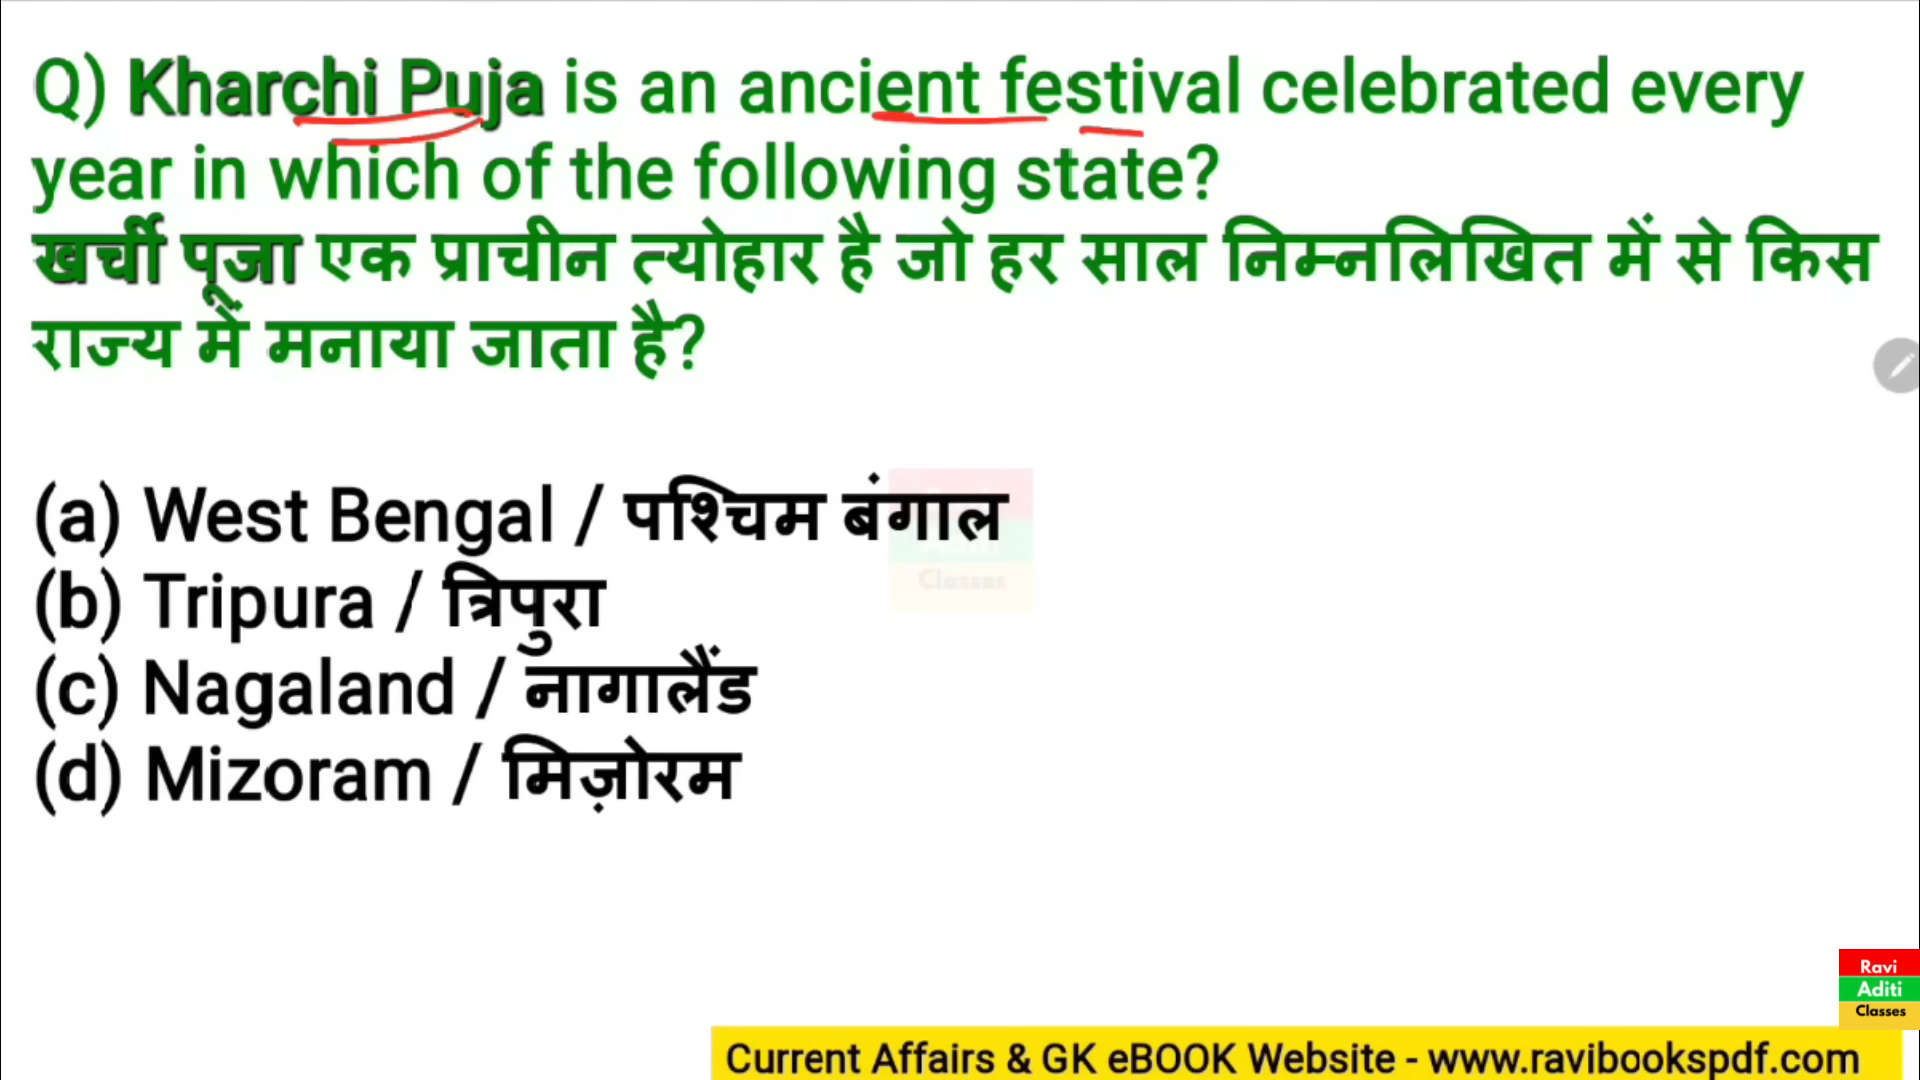 Q) Kharchi Puja is an ancient festival celebrated every
year in which of the following state?
खर्ची पूजा एक प्राचीन त्योहार है जो हर साल निम्नलिखित में से किस
राज्य में मनाया जाता है?
(a) West Bengal / पश्चिम बंगाल
(b) Tripura / त्रिपुरा
(c) Nagaland / नागालैंड
(d) Mizoram / मिज़ोरम
Classes
Ravi
Aditi
Classes
Current Affairs & GK eBOOK Website - www.ravibookspdf.com